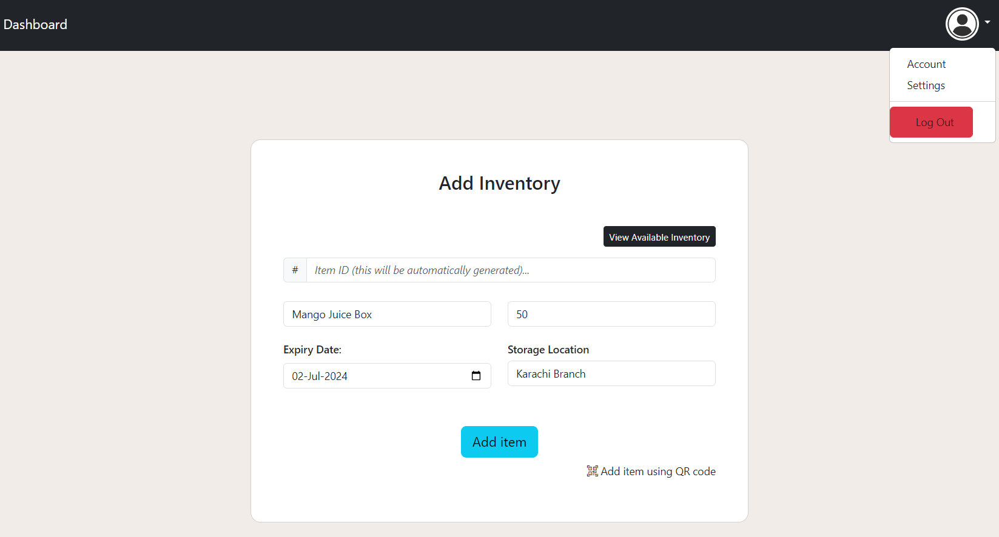 Dashboard
Account
Settings
Log Out
Add Inventory
View Available Inventory
# Item ID (this will be automatically generated)...
Mango Juice Box 50
Expiry Date: Storage Location
02-Jul-2024 Karachi Branch
Add item
Add item using QR code